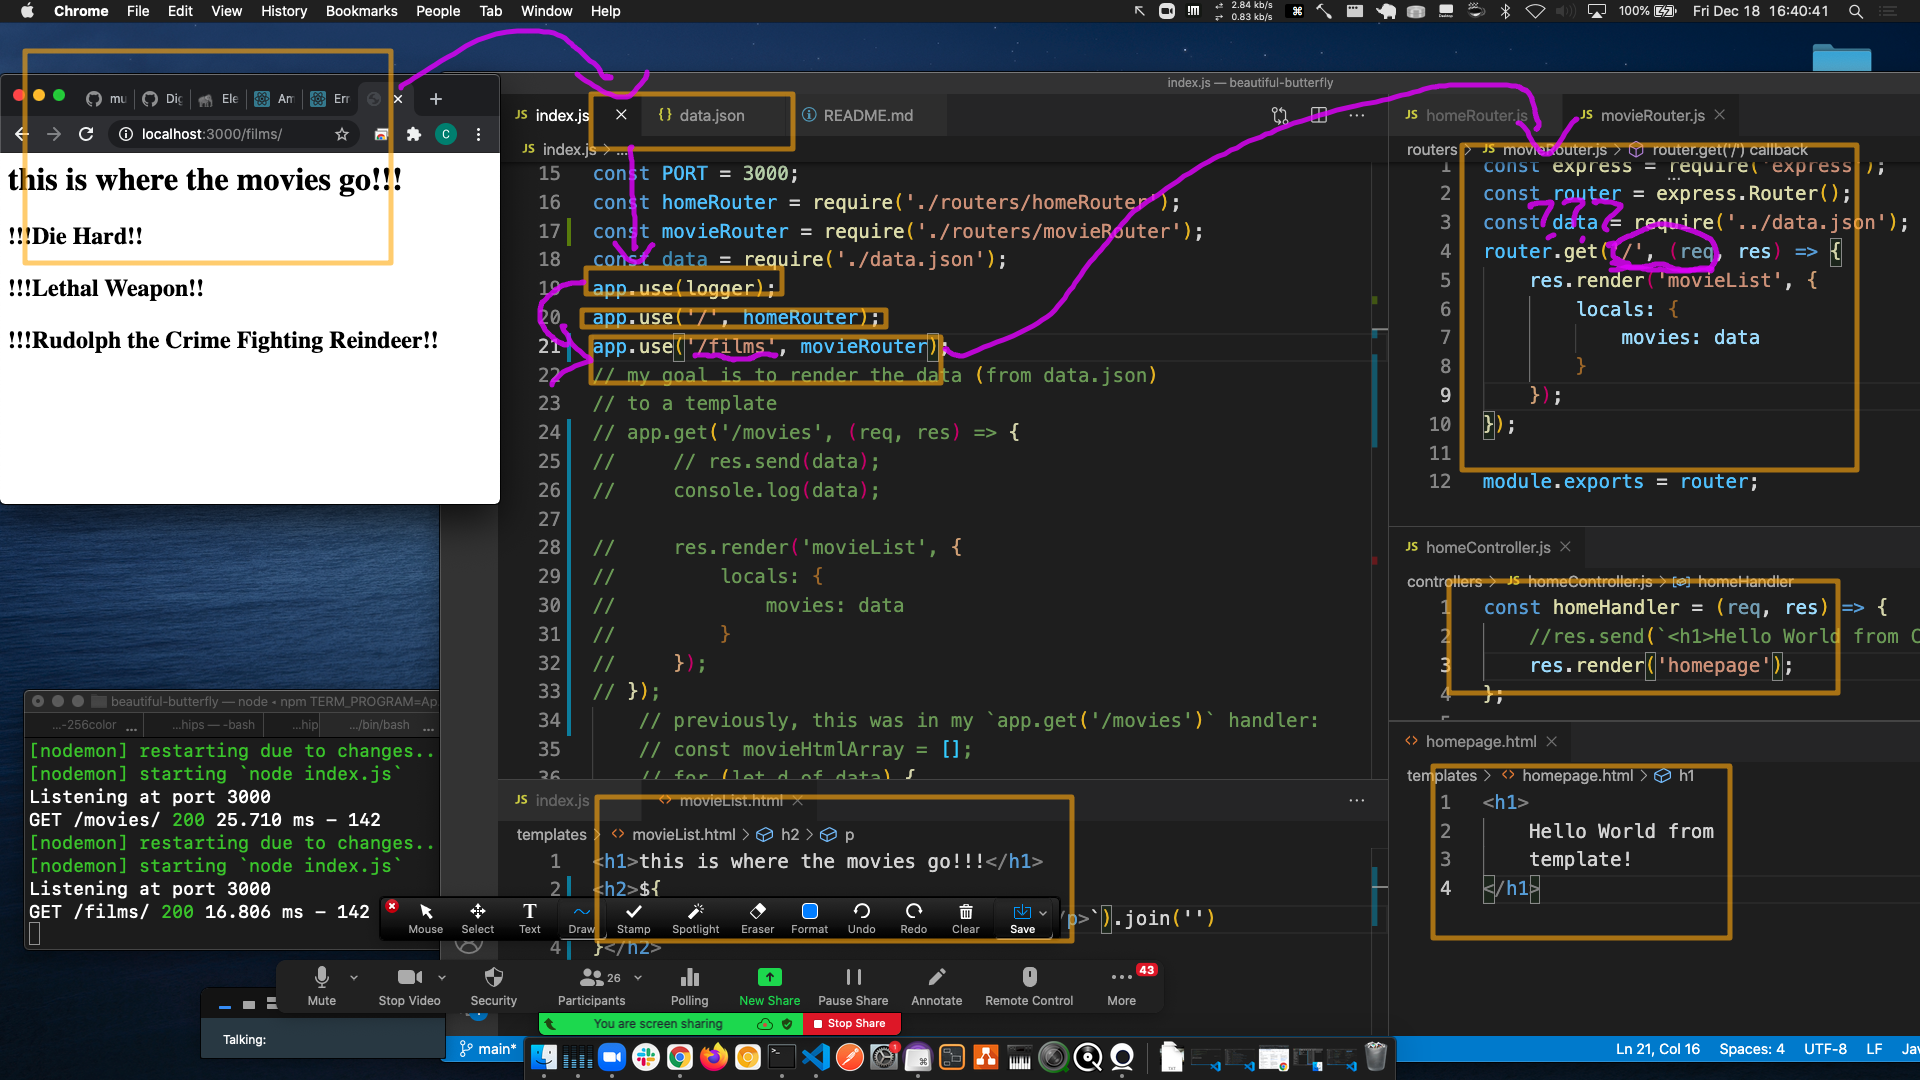 Chrome File Edit View History Bookmarks People Tab Window Help
2.84 kb/s
0.83 kb/s
100% Fri Dec 18 16:40:41
mu Dig Ele Am Err
localhost:3000/films/
this is where the movies go!!!
!!!Die Hard!!
!!!Lethal Weapon!!
!!!Rudolph the Crime Fighting Reindeer!!
index.js — beautiful-butterfly
JS index.js {} data.json README.md
JS index.js > ...
15 const PORT = 3000;
16 const homeRouter = require('./routers/homeRouter');
17 const movieRouter = require('./routers/movieRouter');
18 const data = require('./data.json');
19 app.use(logger);
20 app.use('/', homeRouter);
21 app.use('/films', movieRouter);
22 // my goal is to render the data (from data.json)
23 // to a template
24 // app.get('/movies', (req, res) => {
25 // // res.send(data);
26 // console.log(data);
27
28 // res.render('movieList', {
29 // locals: {
30 // movies: data
31 // }
32 // });
33 // });
34 // previously, this was in my `app.get('/movies')` handler:
35 // const movieHtmlArray = [];
36 // for (let d of data) {
JS homeRouter.js JS movieRouter.js
routers > JS movieRouter.js > router.get('/') callback
1 const express = require('express');
2 const router = express.Router();
3 const data = require('../data.json');
???
4 router.get('/', (req, res) => {
5 res.render('movieList', {
6 locals: {
7 movies: data
8 }
9 });
10 });
11
12 module.exports = router;
JS homeController.js
controllers > JS homeController.js > homeHandler
1 const homeHandler = (req, res) => {
2 //res.send(`<h1>Hello World from C
3 res.render('homepage');
4 };
homepage.html
templates > homepage.html > h1
1 <h1>
2 Hello World from
3 template!
4 </h1>
JS index.js movieList.html
templates > movieList.html > h2 > p
1 <h1>this is where the movies go!!!</h1>
2 <h2>${
/p>`).join('')
4 }</h2>
beautiful-butterfly — node • npm TERM_PROGRAM=Ap
...-256color ... ...hips — -bash ...hip .../bin/bash ...
[nodemon] restarting due to changes..
[nodemon] starting `node index.js`
Listening at port 3000
GET /movies/ 200 25.710 ms - 142
[nodemon] restarting due to changes..
[nodemon] starting `node index.js`
Listening at port 3000
GET /films/ 200 16.806 ms - 142
Mouse Select Text Draw Stamp Spotlight Eraser Format Undo Redo Clear Save
26 43
Mute Stop Video Security Participants Polling New Share Pause Share Annotate Remote Control More
You are screen sharing Stop Share
Talking:
main*
Ln 21, Col 16 Spaces: 4 UTF-8 LF Jav